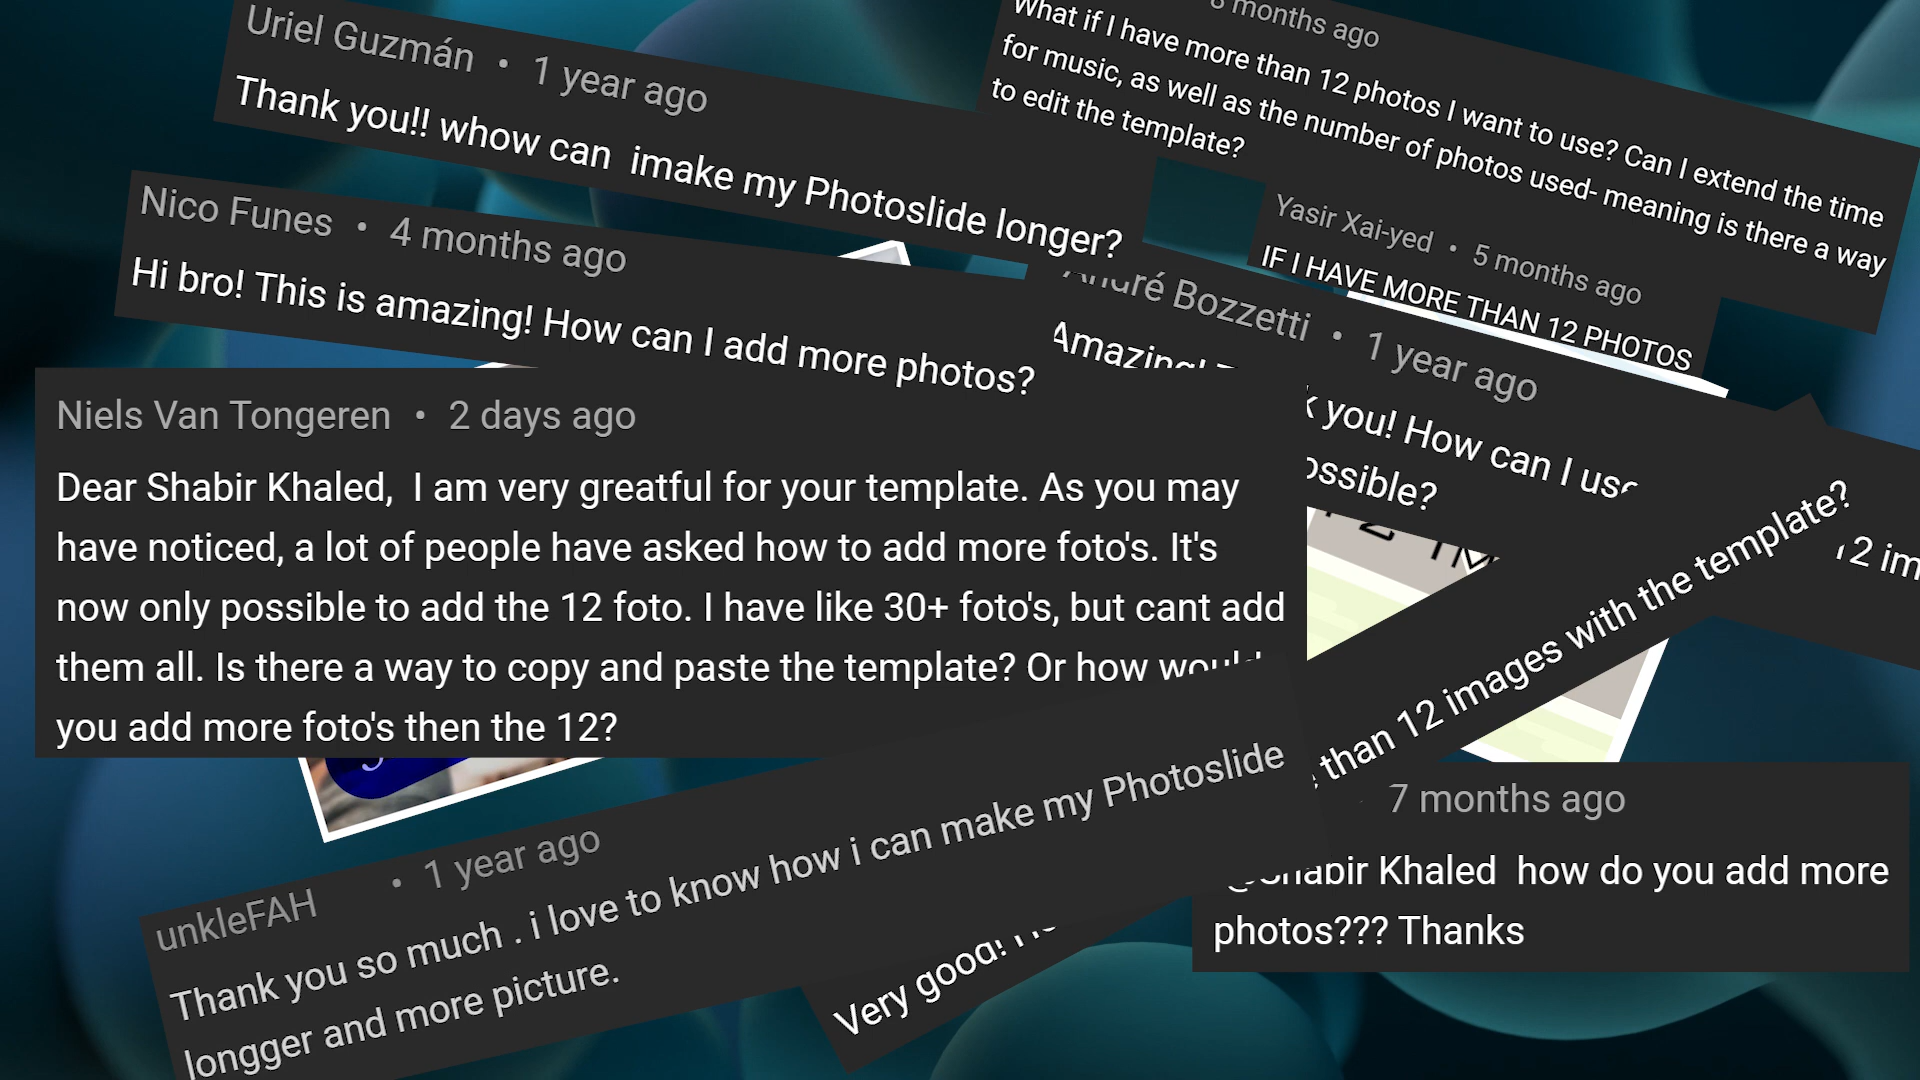 Uriel Guzmán • 1 year ago
Thank you!! whow can imake my Photoslide longer?
months ago
What if I have more than 12 photos I want to use? Can I extend the time
for music, as well as the number of photos used- meaning is there a way
to edit the template?
Nico Funes • 4 months ago
Hi bro! This is amazing! How can I add more photos?
Yasir Xai-yed • 5 months ago
IF I HAVE MORE THAN 12 PHOTOS
André Bozzetti • 1 year ago
Amazing!
you! How can I use
Niels Van Tongeren • 2 days ago
Dear Shabir Khaled, I am very greatful for your template. As you may
have noticed, a lot of people have asked how to add more foto's. It's
now only possible to add the 12 foto. I have like 30+ foto's, but cant add
them all. Is there a way to copy and paste the template? Or how would
you add more foto's then the 12?
than 12 images with the template?
unkleFAH • 1 year ago
Thank you so much . i love to know how i can make my Photoslide
longger and more picture.
Very good!
7 months ago
@Shabir Khaled how do you add more
photos??? Thanks